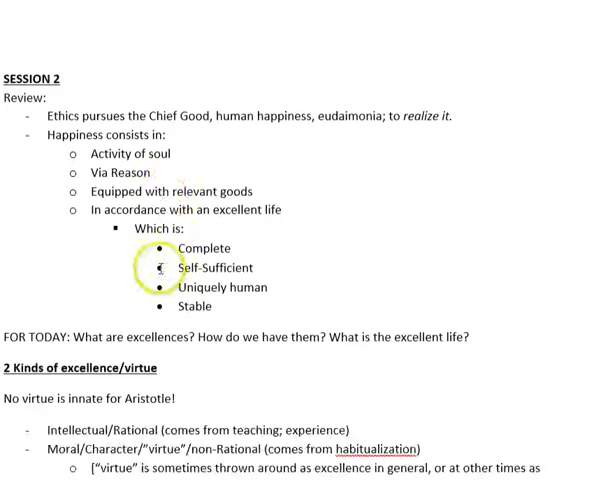 SESSION 2
Review:
- Ethics pursues the Chief Good, human happiness, eudaimonia; to realize it.
- Happiness consists in:
o Activity of soul
o Via Reason
o Equipped with relevant goods
o In accordance with an excellent life
▪ Which is:
• Complete
• Self-Sufficient
• Uniquely human
• Stable
FOR TODAY: What are excellences? How do we have them? What is the excellent life?
2 Kinds of excellence/virtue
No virtue is innate for Aristotle!
- Intellectual/Rational (comes from teaching; experience)
- Moral/Character/”virtue”/non-Rational (comes from habitualization)
o [“virtue” is sometimes thrown around as excellence in general, or at other times as